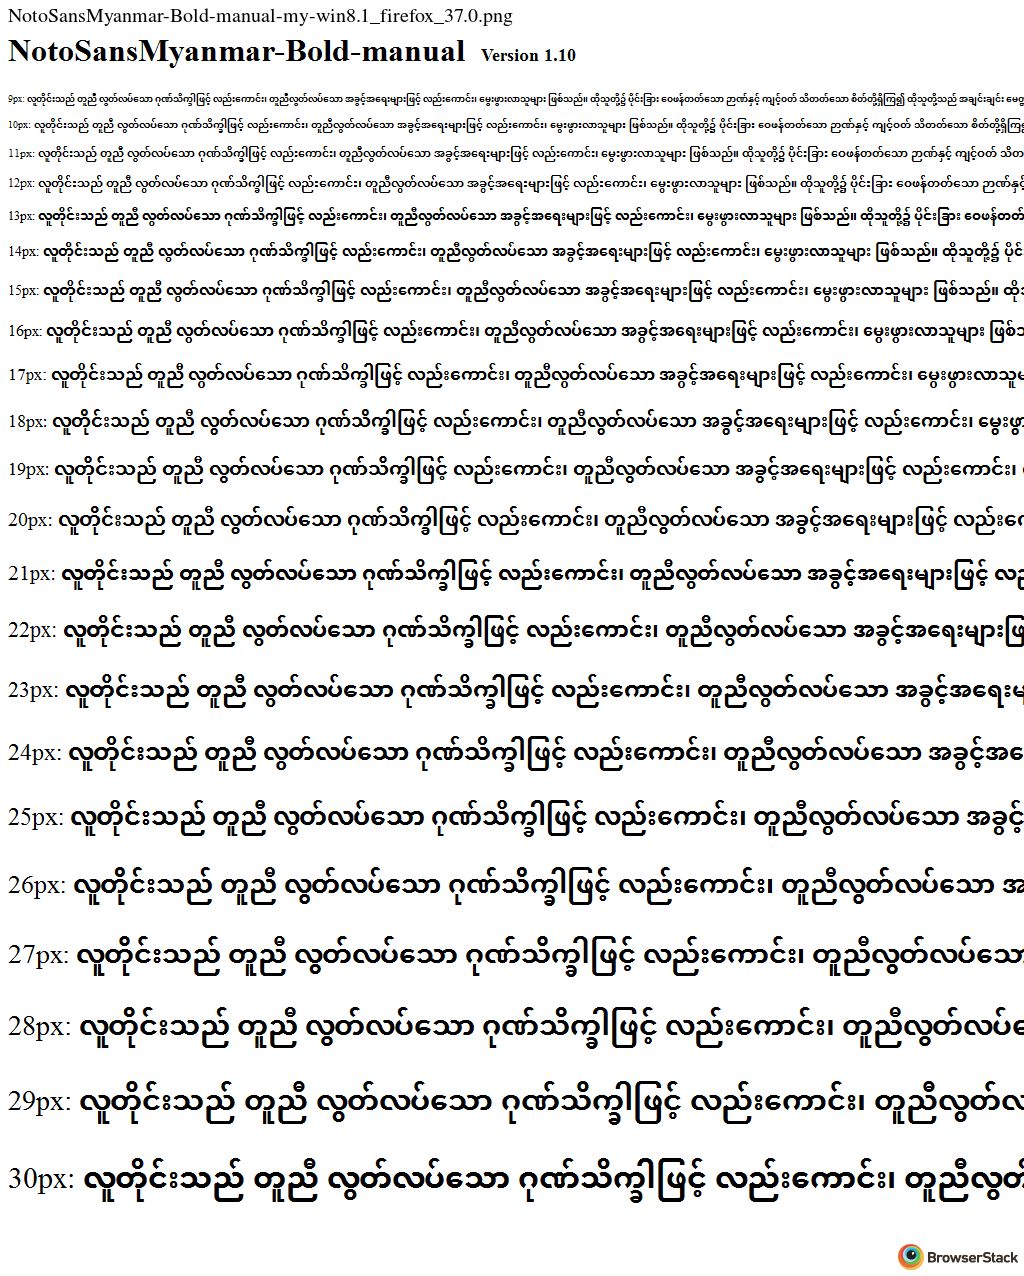 NotoSansMyanmar-Bold-manual-my-win8.1_firefox_37.0.png
NotoSansMyanmar-Bold-manual Version 1.10
9px: လူတိုင်းသည် တူညီ လွတ်လပ်သော ဂုဏ်သိက္ခါဖြင့် လည်းကောင်း၊ တူညီလွတ်လပ်သော အခွင့်အရေးများဖြင့် လည်းကောင်း၊ မွေးဖွားလာသူများ ဖြစ်သည်။ ထိုသူတို့၌ ပိုင်းခြား ဝေဖန်တတ်သော ဉာဏ်နှင့် ကျင့်ဝတ် သိတတ်သော စိတ်တို့ရှိကြ၍ ထိုသူတို့သည် အချင်းချင်း
10px: လူတိုင်းသည် တူညီ လွတ်လပ်သော ဂုဏ်သိက္ခါဖြင့် လည်းကောင်း၊ တူညီလွတ်လပ်သော အခွင့်အရေးများဖြင့် လည်းကောင်း၊ မွေးဖွားလာသူများ ဖြစ်သည်။ ထိုသူတို့၌ ပိုင်းခြား ဝေဖန်တတ်သော ဉာဏ်နှင့် ကျင့်ဝတ် သိတတ်သော စိတ်တို့ရှိကြ၍
11px: လူတိုင်းသည် တူညီ လွတ်လပ်သော ဂုဏ်သိက္ခါဖြင့် လည်းကောင်း၊ တူညီလွတ်လပ်သော အခွင့်အရေးများဖြင့် လည်းကောင်း၊ မွေးဖွားလာသူများ ဖြစ်သည်။ ထိုသူတို့၌ ပိုင်းခြား ဝေဖန်တတ်သော ဉာဏ်နှင့် ကျင့်ဝတ် သိတ
12px: လူတိုင်းသည် တူညီ လွတ်လပ်သော ဂုဏ်သိက္ခါဖြင့် လည်းကောင်း၊ တူညီလွတ်လပ်သော အခွင့်အရေးများဖြင့် လည်းကောင်း၊ မွေးဖွားလာသူများ ဖြစ်သည်။ ထိုသူတို့၌ ပိုင်းခြား ဝေဖန်တတ်သော ဉာဏ်နှင့်
13px: လူတိုင်းသည် တူညီ လွတ်လပ်သော ဂုဏ်သိက္ခါဖြင့် လည်းကောင်း၊ တူညီလွတ်လပ်သော အခွင့်အရေးများဖြင့် လည်းကောင်း၊ မွေးဖွားလာသူများ ဖြစ်သည်။ ထိုသူတို့၌ ပိုင်းခြား ဝေဖန်တတ်
14px: လူတိုင်းသည် တူညီ လွတ်လပ်သော ဂုဏ်သိက္ခါဖြင့် လည်းကောင်း၊ တူညီလွတ်လပ်သော အခွင့်အရေးများဖြင့် လည်းကောင်း၊ မွေးဖွားလာသူများ ဖြစ်သည်။ ထိုသူတို့၌ ပိုင်
15px: လူတိုင်းသည် တူညီ လွတ်လပ်သော ဂုဏ်သိက္ခါဖြင့် လည်းကောင်း၊ တူညီလွတ်လပ်သော အခွင့်အရေးများဖြင့် လည်းကောင်း၊ မွေးဖွားလာသူများ ဖြစ်သည်။ ထိုသ
16px: လူတိုင်းသည် တူညီ လွတ်လပ်သော ဂုဏ်သိက္ခါဖြင့် လည်းကောင်း၊ တူညီလွတ်လပ်သော အခွင့်အရေးများဖြင့် လည်းကောင်း၊ မွေးဖွားလာသူများ ဖြစ်သ
17px: လူတိုင်းသည် တူညီ လွတ်လပ်သော ဂုဏ်သိက္ခါဖြင့် လည်းကောင်း၊ တူညီလွတ်လပ်သော အခွင့်အရေးများဖြင့် လည်းကောင်း၊ မွေးဖွားလာသူမ
18px: လူတိုင်းသည် တူညီ လွတ်လပ်သော ဂုဏ်သိက္ခါဖြင့် လည်းကောင်း၊ တူညီလွတ်လပ်သော အခွင့်အရေးများဖြင့် လည်းကောင်း၊ မွေးဖွာ
19px: လူတိုင်းသည် တူညီ လွတ်လပ်သော ဂုဏ်သိက္ခါဖြင့် လည်းကောင်း၊ တူညီလွတ်လပ်သော အခွင့်အရေးများဖြင့် လည်းကောင်း၊
20px: လူတိုင်းသည် တူညီ လွတ်လပ်သော ဂုဏ်သိက္ခါဖြင့် လည်းကောင်း၊ တူညီလွတ်လပ်သော အခွင့်အရေးများဖြင့် လည်းက
21px: လူတိုင်းသည် တူညီ လွတ်လပ်သော ဂုဏ်သိက္ခါဖြင့် လည်းကောင်း၊ တူညီလွတ်လပ်သော အခွင့်အရေးများဖြင့် လည
22px: လူတိုင်းသည် တူညီ လွတ်လပ်သော ဂုဏ်သိက္ခါဖြင့် လည်းကောင်း၊ တူညီလွတ်လပ်သော အခွင့်အရေးများဖြ
23px: လူတိုင်းသည် တူညီ လွတ်လပ်သော ဂုဏ်သိက္ခါဖြင့် လည်းကောင်း၊ တူညီလွတ်လပ်သော အခွင့်အရေးမ
24px: လူတိုင်းသည် တူညီ လွတ်လပ်သော ဂုဏ်သိက္ခါဖြင့် လည်းကောင်း၊ တူညီလွတ်လပ်သော အခွင့်အရေ
25px: လူတိုင်းသည် တူညီ လွတ်လပ်သော ဂုဏ်သိက္ခါဖြင့် လည်းကောင်း၊ တူညီလွတ်လပ်သော အခွင့်
26px: လူတိုင်းသည် တူညီ လွတ်လပ်သော ဂုဏ်သိက္ခါဖြင့် လည်းကောင်း၊ တူညီလွတ်လပ်သော အ
27px: လူတိုင်းသည် တူညီ လွတ်လပ်သော ဂုဏ်သိက္ခါဖြင့် လည်းကောင်း၊ တူညီလွတ်လပ်သော
28px: လူတိုင်းသည် တူညီ လွတ်လပ်သော ဂုဏ်သိက္ခါဖြင့် လည်းကောင်း၊ တူညီလွတ်လပ်
29px: လူတိုင်းသည် တူညီ လွတ်လပ်သော ဂုဏ်သိက္ခါဖြင့် လည်းကောင်း၊ တူညီလွတ်လ
30px: လူတိုင်းသည် တူညီ လွတ်လပ်သော ဂုဏ်သိက္ခါဖြင့် လည်းကောင်း၊ တူညီလွတ်
BrowserStack